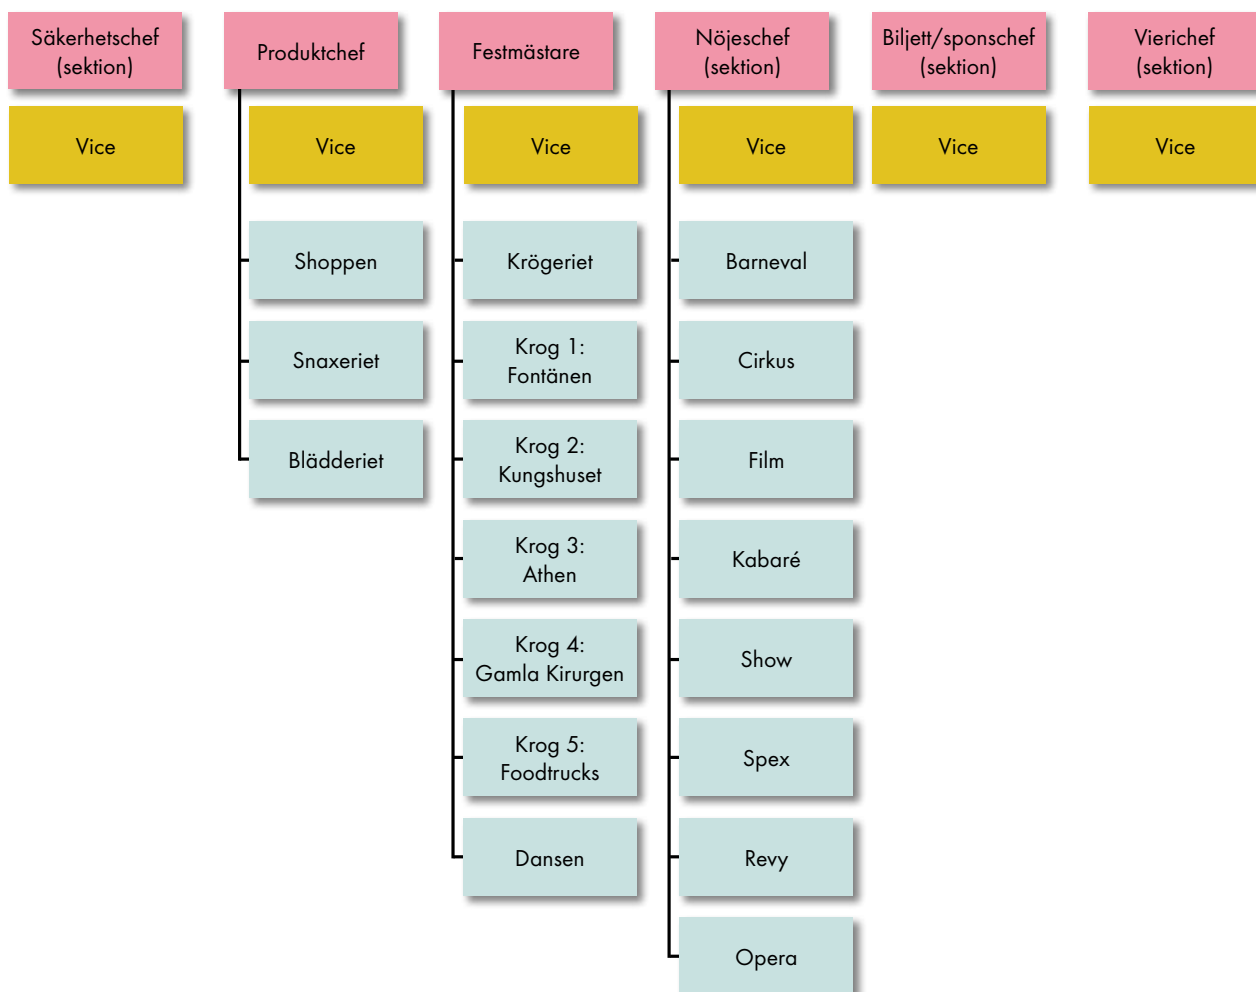 Säkerhetschef
(sektion)
Vice
Produktchef
Vice
Shoppen
Snaxeriet
Blädderiet
Festmästare
Vice
Krögeriet
Krog 1:
Fontänen
Krog 2:
Kungshuset
Krog 3:
Athen
Krog 4:
Gamla Kirurgen
Krog 5:
Foodtrucks
Dansen
Nöjeschef
(sektion)
Vice
Barneval
Cirkus
Film
Kabaré
Show
Spex
Revy
Opera
Biljett/sponschef
(sektion)
Vice
Vierichef
(sektion)
Vice